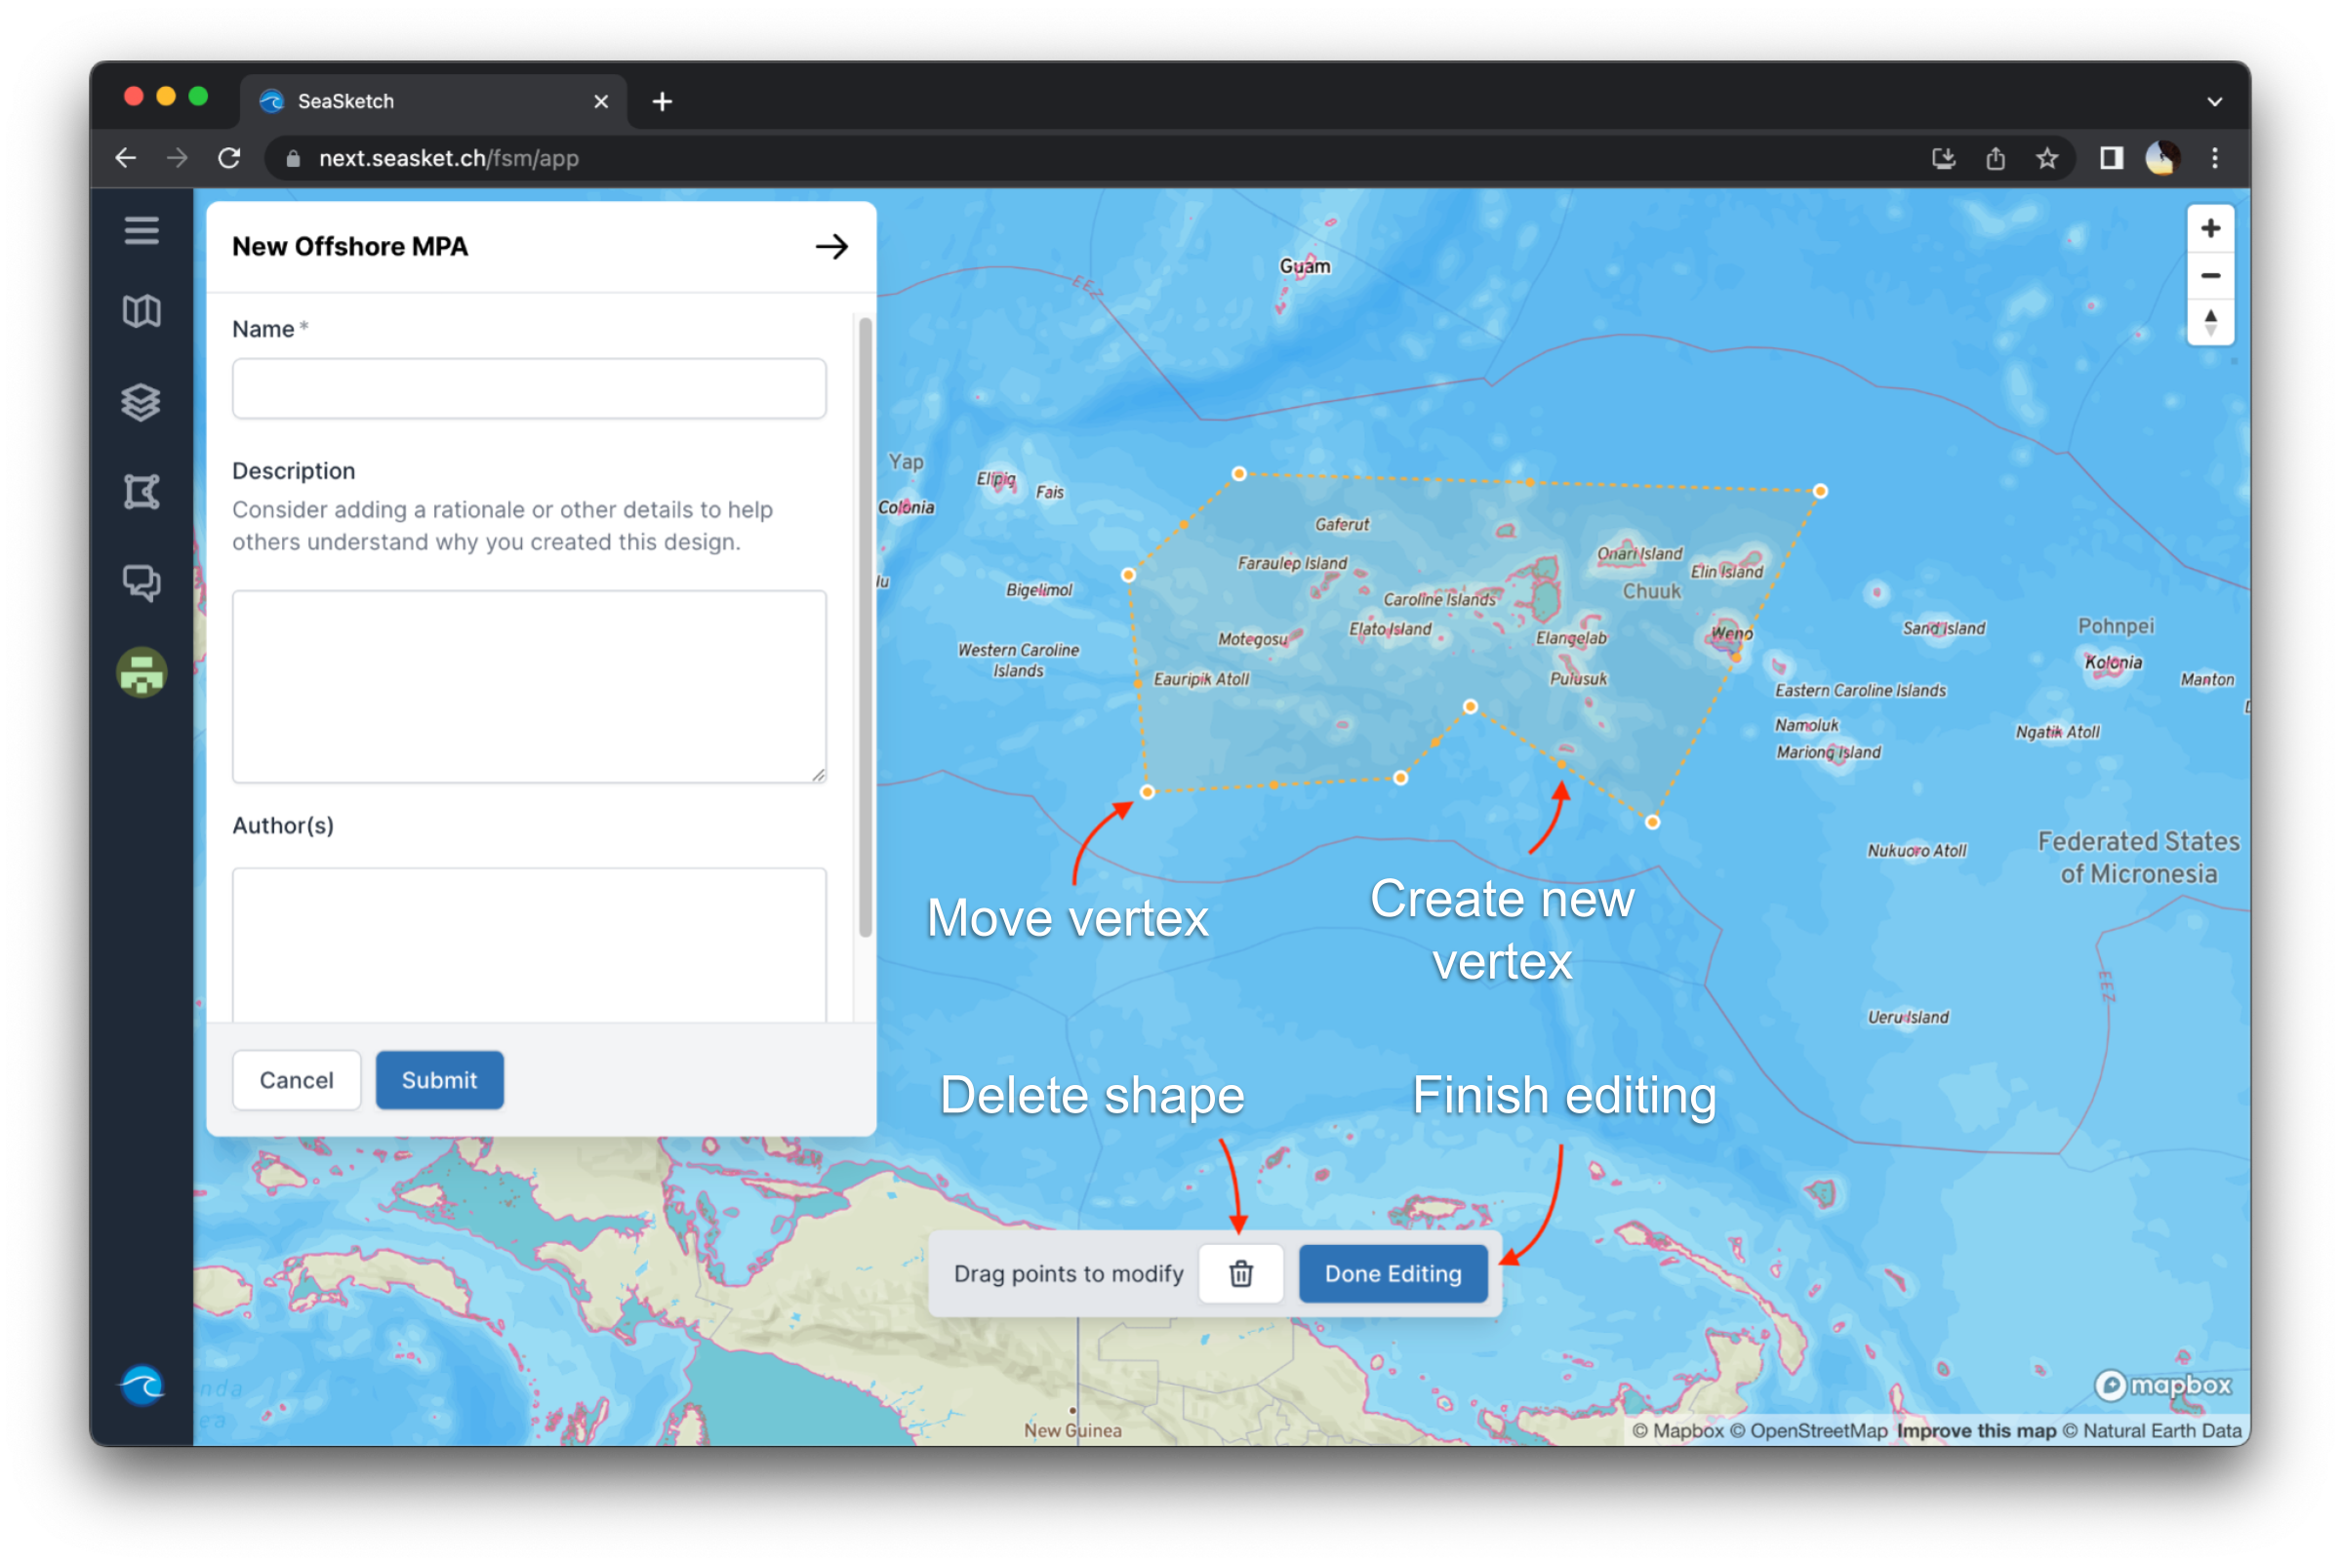 SeaSketch
next.seasket.ch/fsm/app
New Offshore MPA
Name *
Description
Consider adding a rationale or other details to help
others understand why you created this design.
Author(s)
Cancel
Submit
Guam
EEZ
Yap
Colonia
Elipig
Fais
lu
Bigelimol
Western Caroline
Islands
Gaferut
Faraulep Island
Caroline Islands
Elato Island
Motegosu
Eauripik Atoll
Onari Island
Elin Island
Chuuk
Weno
Elangelab
Pulusuk
Sand Island
Pohnpei
Kolonia
Manton
Eastern Caroline Islands
Namoluk
Mariong Island
Ngatik Atoll
Nukuoro Atoll
Federated States
of Micronesia
EEZ
Ueru Island
Move vertex
Create new
vertex
Delete shape
Finish editing
Drag points to modify
Done Editing
nda
ea
New Guinea
mapbox
© Mapbox © OpenStreetMap Improve this map © Natural Earth Data